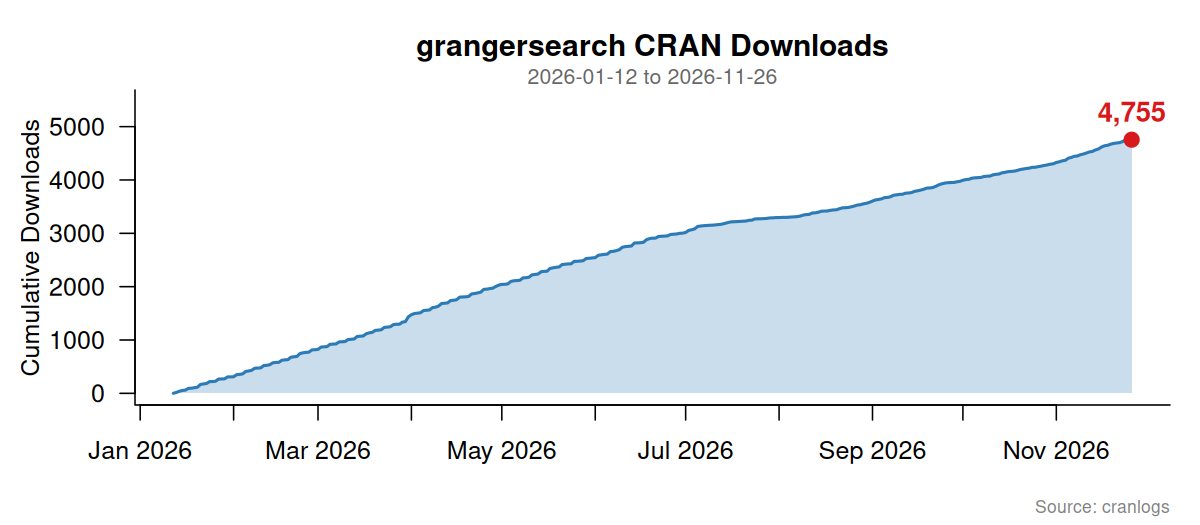 grangersearch CRAN Downloads
2026-01-12 to 2026-11-26
4,755
Cumulative Downloads
5000
4000
3000
2000
1000
0
Jan 2026 Mar 2026 May 2026 Jul 2026 Sep 2026 Nov 2026
Source: cranlogs